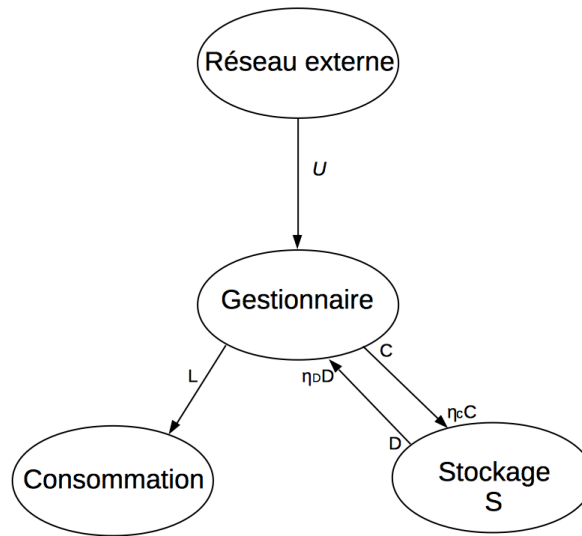 Réseau externe
U
Gestionnaire
L
C
ηDD
ηcC
D
Consommation
Stockage
S